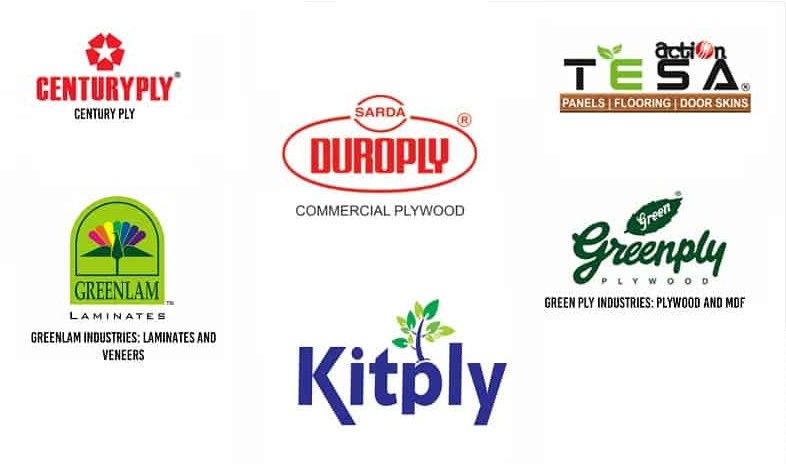 CENTURYPLY®
CENTURY PLY
SARDA
DUROPLY
®
COMMERCIAL PLYWOOD
action
TESA®
PANELS | FLOORING | DOOR SKINS
GREENLAM
™
LAMINATES
GREENLAM INDUSTRIES: LAMINATES AND
VENEERS
Kitply
Green
®
Greenply
PLYWOOD
GREEN PLY INDUSTRIES: PLYWOOD AND MDF